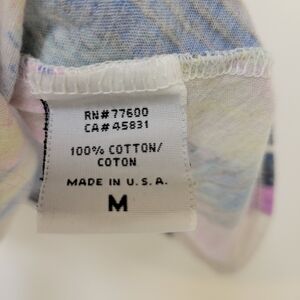 RN#77600
CA#45831
100% COTTON/
COTON
MADE IN U.S.A.
M